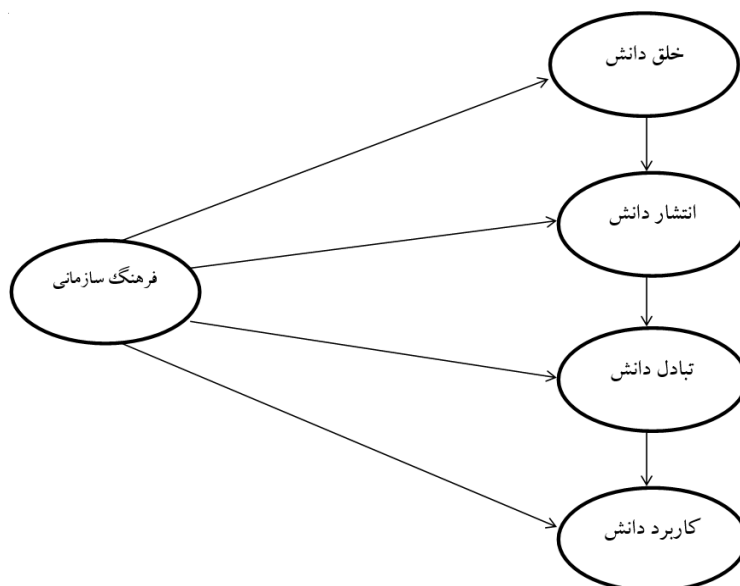 خلق دانش
انتشار دانش
فرهنگ سازمانی
تبادل دانش
کاربرد دانش